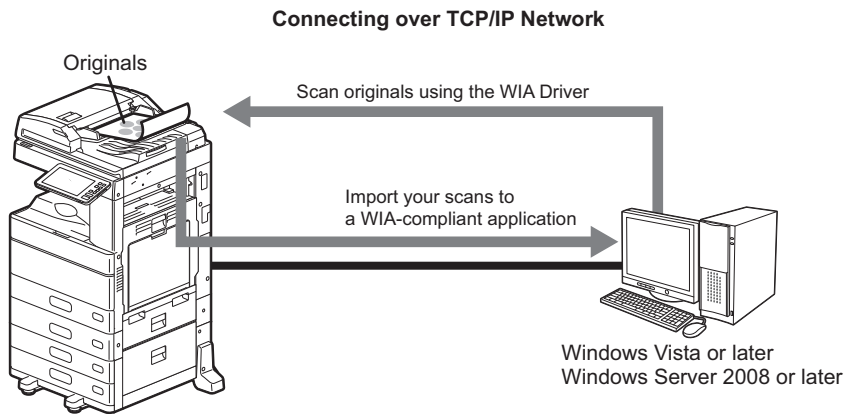 Connecting over TCP/IP Network
Originals
Scan originals using the WIA Driver
Import your scans to
a WIA-compliant application
Windows Vista or later
Windows Server 2008 or later